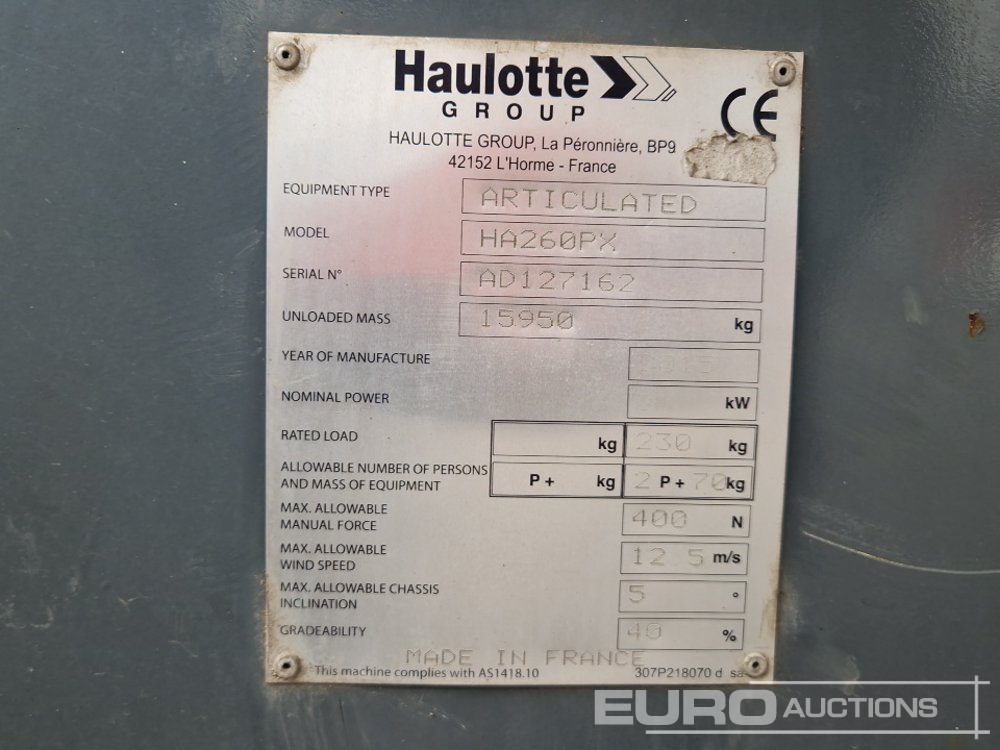 Haulotte
GROUP
CE
HAULOTTE GROUP, La Péronnière, BP9
42152 L'Horme - France
EQUIPMENT TYPE ARTICULATED
MODEL HA260PX
SERIAL N° AD127162
UNLOADED MASS 15950 kg
YEAR OF MANUFACTURE
NOMINAL POWER kW
RATED LOAD kg 230 kg
ALLOWABLE NUMBER OF PERSONS
AND MASS OF EQUIPMENT P + kg 2 P + 70 kg
MAX. ALLOWABLE
MANUAL FORCE 400 N
MAX. ALLOWABLE
WIND SPEED 12 5 m/s
MAX. ALLOWABLE CHASSIS
INCLINATION 5 °
GRADEABILITY 40 %
MADE IN FRANCE
This machine complies with AS1418.10 307P218070 d
EURO AUCTIONS